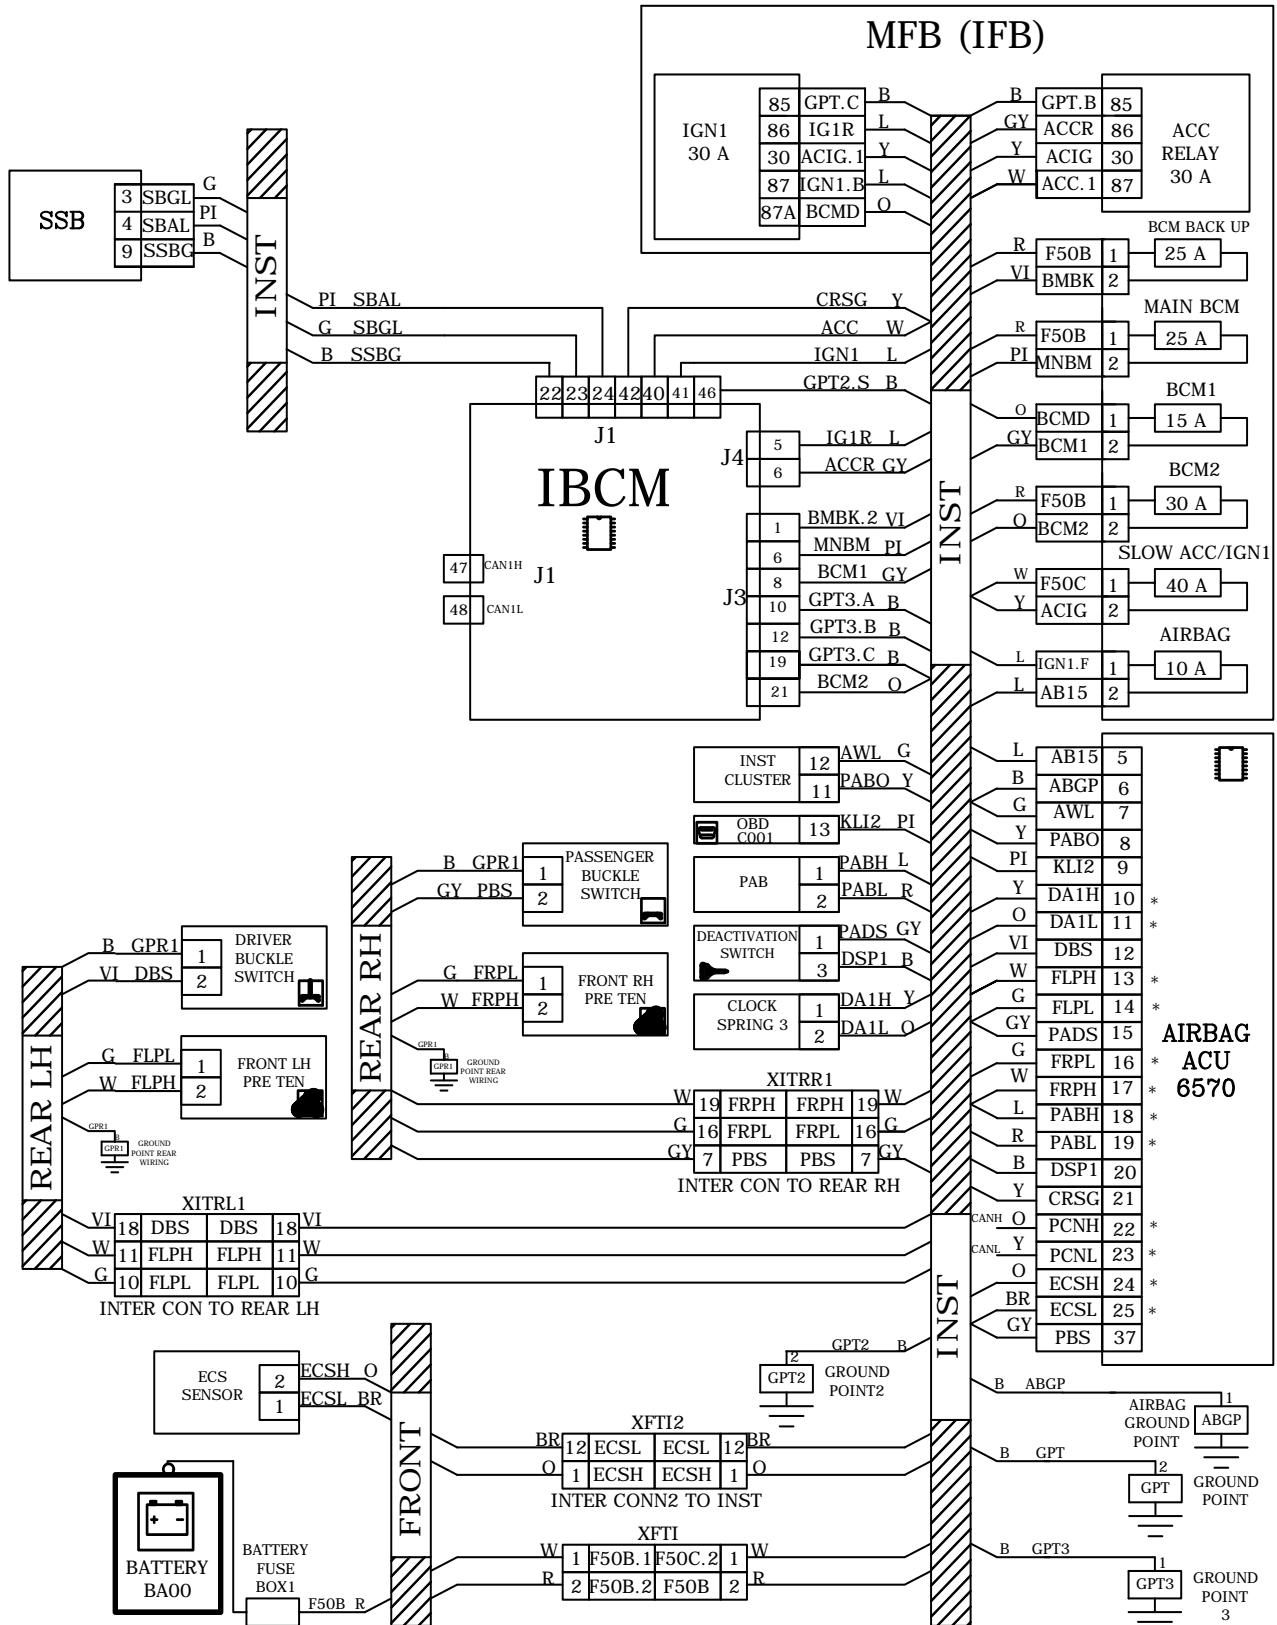 MFB (IFB)
IGN1
30 A
85 GPT.C B
86 IG1R L
30 ACIG.1 Y
87 IGN1.B L
87A BCMD O
B GPT.B 85
GY ACCR 86
Y ACIG 30
W ACC.1 87
ACC
RELAY
30 A
SSB
3 SBGL G
4 SBAL PI
9 SSBG B
INST
PI SBAL
G SBGL
B SSBG
CRSG Y
ACC W
IGN1 L
GPT2.S B
22 23 24 42 40 41 46
J1
IBCM
J4
5 IG1R L
6 ACCR GY
J3
1 BMBK.2 VI
6 MNBM PI
8 BCM1 GY
10 GPT3.A B
12 GPT3.B B
19 GPT3.C B
21 BCM2 O
47 CAN1H
J1
48 CAN1L
INST
BCM BACK UP
R F50B 1 25 A
VI BMBK 2
MAIN BCM
R F50B 1 25 A
PI MNBM 2
BCM1
O BCMD 1 15 A
GY BCM1 2
BCM2
R F50B 1 30 A
O BCM2 2
SLOW ACC/IGN1
W F50C 1 40 A
Y ACIG 2
AIRBAG
L IGN1.F 1 10 A
L AB15 2
INST
CLUSTER
12 AWL G
11 PABO Y
OBD
C001
13 KLI2 PI
PAB
1 PABH L
2 PABL R
DEACTIVATION
SWITCH
1 PADS GY
3 DSP1 B
CLOCK
SPRING 3
1 DA1H Y
2 DA1L O
L AB15 5
B ABGP 6
G AWL 7
Y PABO 8
PI KLI2 9
Y DA1H 10 *
O DA1L 11 *
VI DBS 12
W FLPH 13 *
G FLPL 14 *
GY PADS 15
G FRPL 16 *
W FRPH 17 *
L PABH 18 *
R PABL 19 *
B DSP1 20
Y CRSG 21
CANH O PCNH 22 *
CANL Y PCNL 23 *
O ECSH 24 *
BR ECSL 25 *
GY PBS 37
AIRBAG
ACU
6570
REAR RH
B GPR1 1
GY PBS 2
PASSENGER
BUCKLE
SWITCH
G FRPL 1
W FRPH 2
FRONT RH
PRE TEN
GPR1
B
GPR1
GROUND
POINT REAR
WIRING
REAR LH
B GPR1 1
VI DBS 2
DRIVER
BUCKLE
SWITCH
G FLPL 1
W FLPH 2
FRONT LH
PRE TEN
GPR1
B
GPR1
GROUND
POINT REAR
WIRING
XITRR1
W 19 FRPH FRPH 19 W
G 16 FRPL FRPL 16 G
GY 7 PBS PBS 7 GY
INTER CON TO REAR RH
XITRL1
VI 18 DBS DBS 18 VI
W 11 FLPH FLPH 11 W
G 10 FLPL FLPL 10 G
INTER CON TO REAR LH
INST
ECS
SENSOR
2 ECSH O
1 ECSL BR
FRONT
GPT2 B
2
GPT2
GROUND
POINT2
XFTI2
BR 12 ECSL ECSL 12 BR
O 1 ECSH ECSH 1 O
INTER CONN2 TO INST
XFTI
W 1 F50B.1 F50C.2 1 W
R 2 F50B.2 F50B 2 R
BATTERY
BA00
BATTERY
FUSE
BOX1
F50B R
B ABGP
1
ABGP
AIRBAG
GROUND
POINT
B GPT
2
GPT
GROUND
POINT
B GPT3
1
GPT3
GROUND
POINT
3